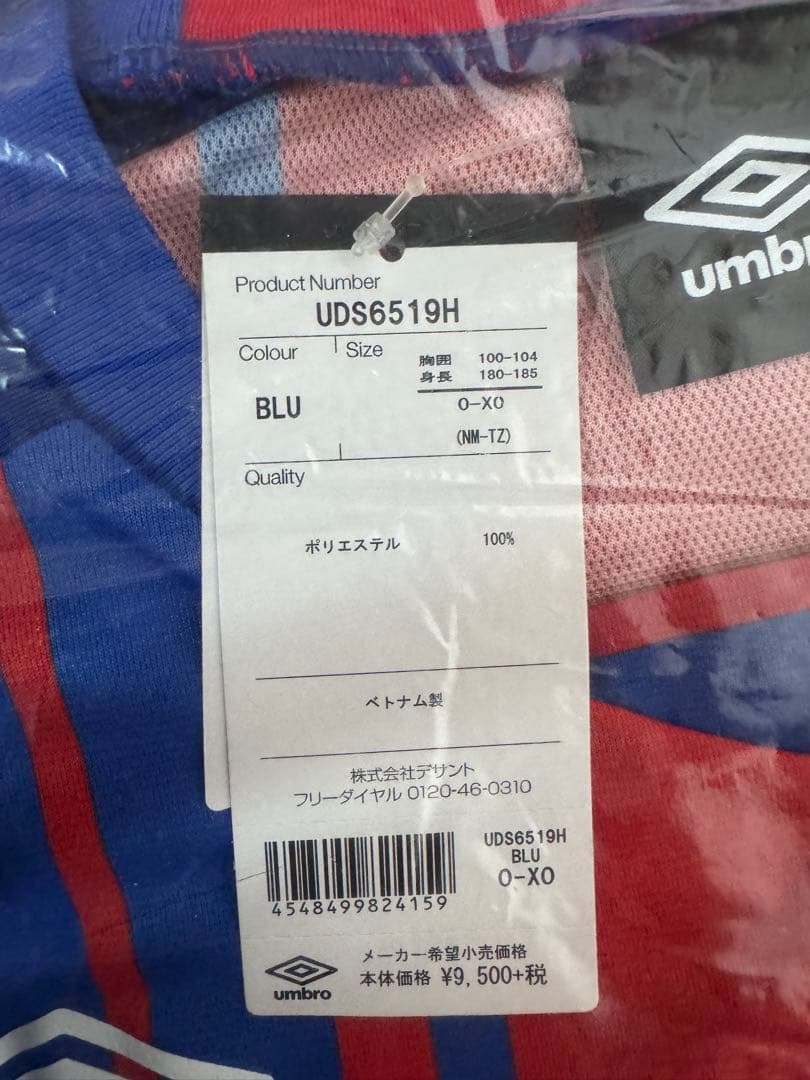 umbr
Product Number
UDS6519H
Colour
Size
胸囲 100-104
身長 180-185
BLU
O-XO
(NM-TZ)
Quality
ポリエステル 100%
ベトナム製
株式会社デサント
フリーダイヤル 0120-46-0310
UDS6519H
BLU
O-XO
4548499824159
umbro
メーカー希望小売価格
本体価格 ¥9,500+税